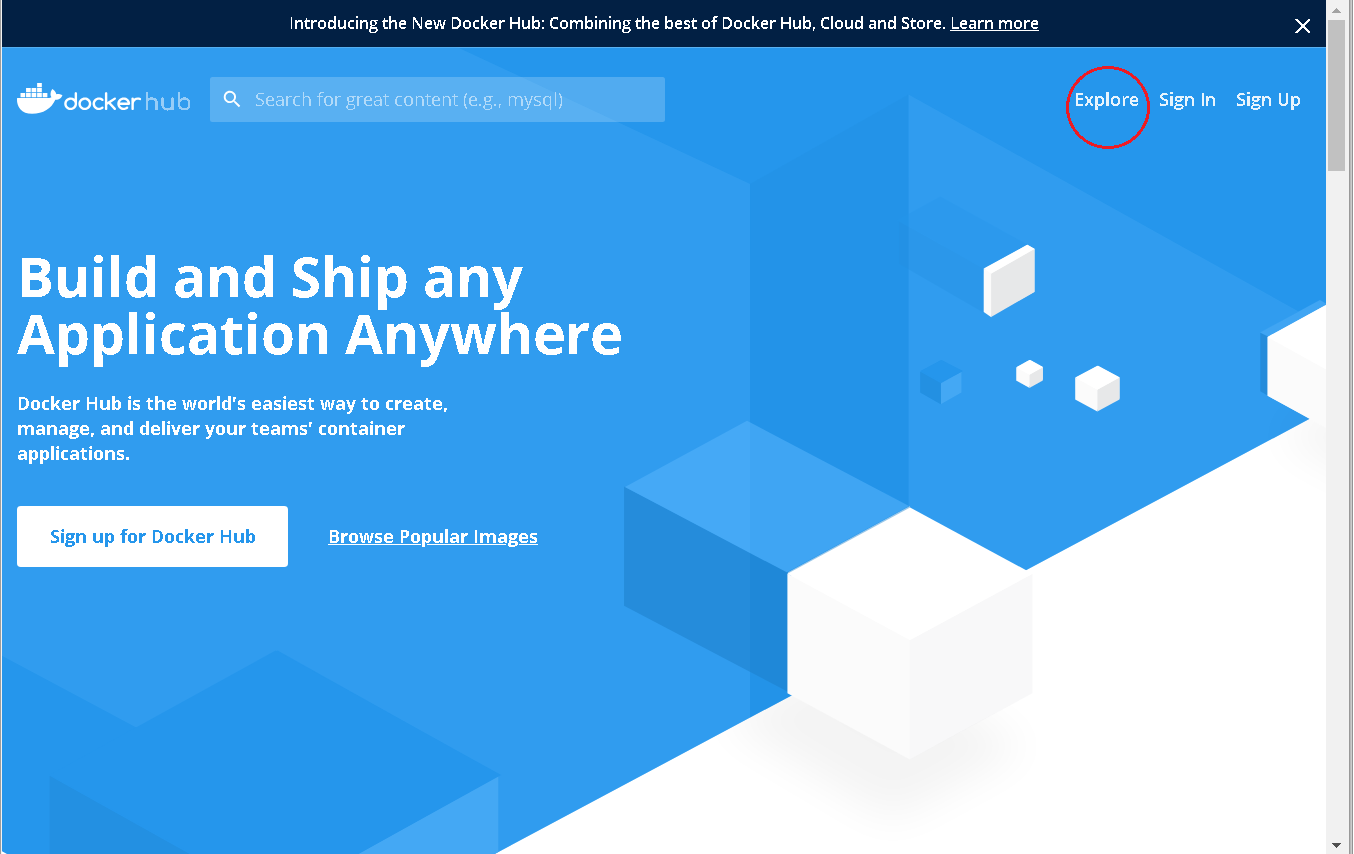 Introducing the New Docker Hub: Combining the best of Docker Hub, Cloud and Store. Learn more
docker hub
Search for great content (e.g., mysql)
Explore
Sign In
Sign Up
Build and Ship any
Application Anywhere
Docker Hub is the world's easiest way to create,
manage, and deliver your teams' container
applications.
Sign up for Docker Hub
Browse Popular Images